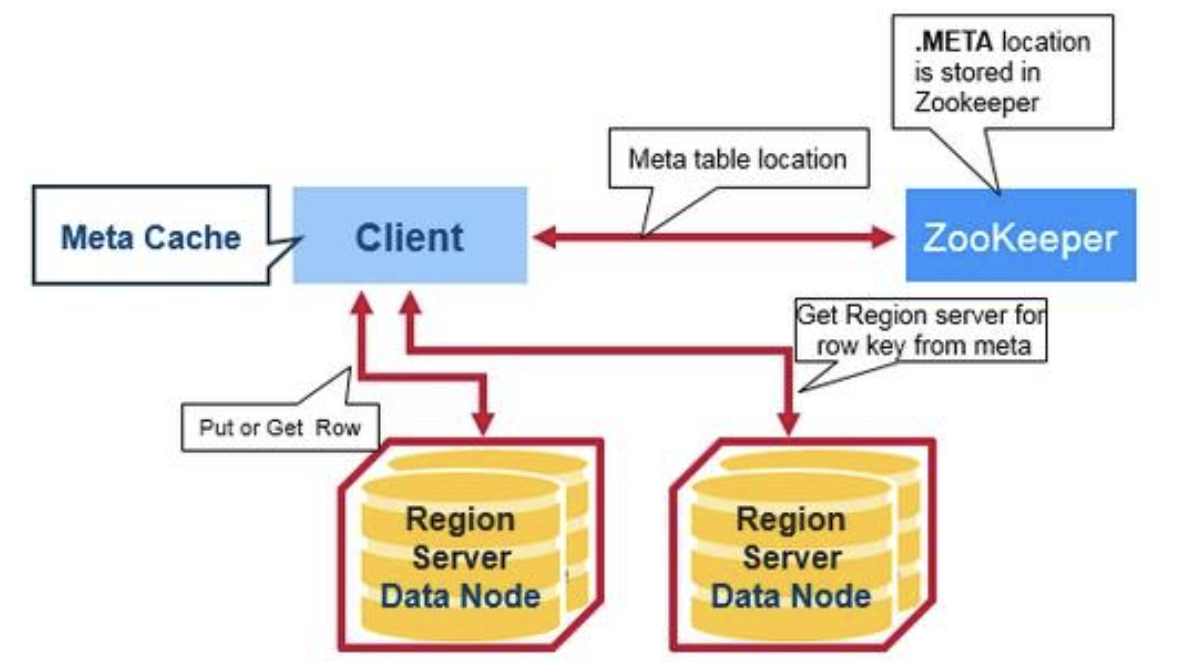 .META location
is stored in
Zookeeper
Meta table location
Meta Cache
Client
ZooKeeper
Get Region server for
row key from meta
Put or Get Row
Region
Server
Data Node
Region
Server
Data Node